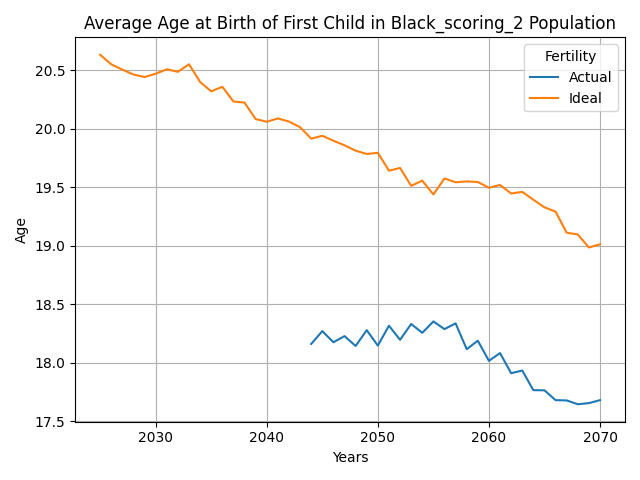 Average Age at Birth of First Child in Black_scoring_2 Population
Fertility
Actual
Ideal
Age
20.5
20.0
19.5
19.0
18.5
18.0
17.5
2030
2040
2050
2060
2070
Years